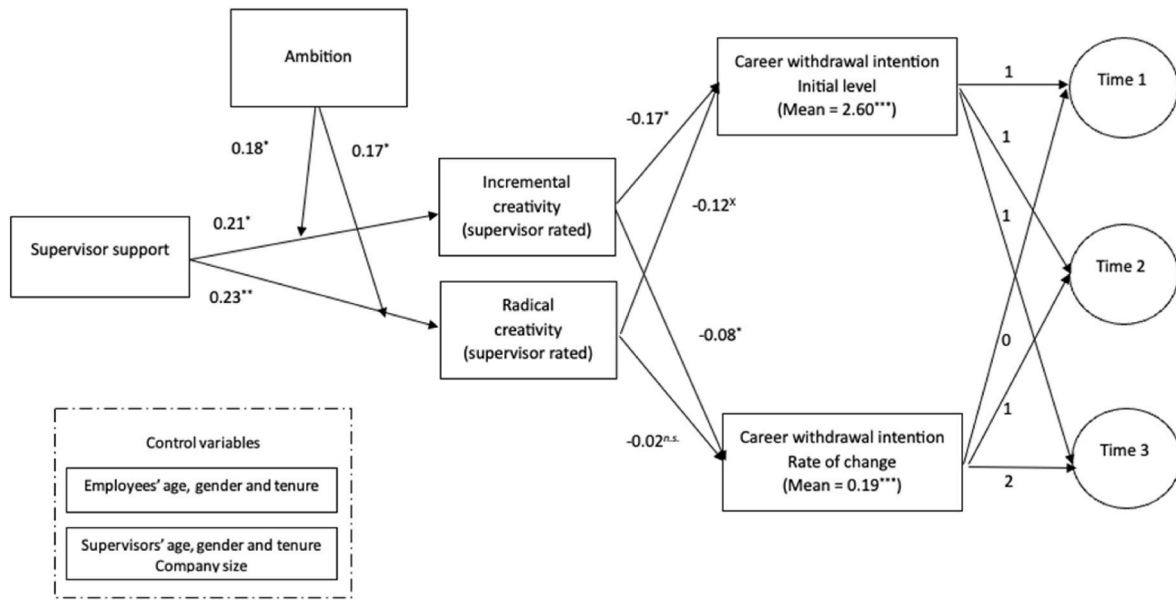 Ambition
0.18*
0.17*
Supervisor support
0.21*
0.23**
Incremental
creativity
(supervisor rated)
Radical
creativity
(supervisor rated)
-0.17*
-0.12x
-0.08*
-0.02n.s.
Career withdrawal intention
Initial level
(Mean = 2.60***)
Career withdrawal intention
Rate of change
(Mean = 0.19***)
1
1
1
0
1
2
Time 1
Time 2
Time 3
Control variables
Employees' age, gender and tenure
Supervisors' age, gender and tenure
Company size